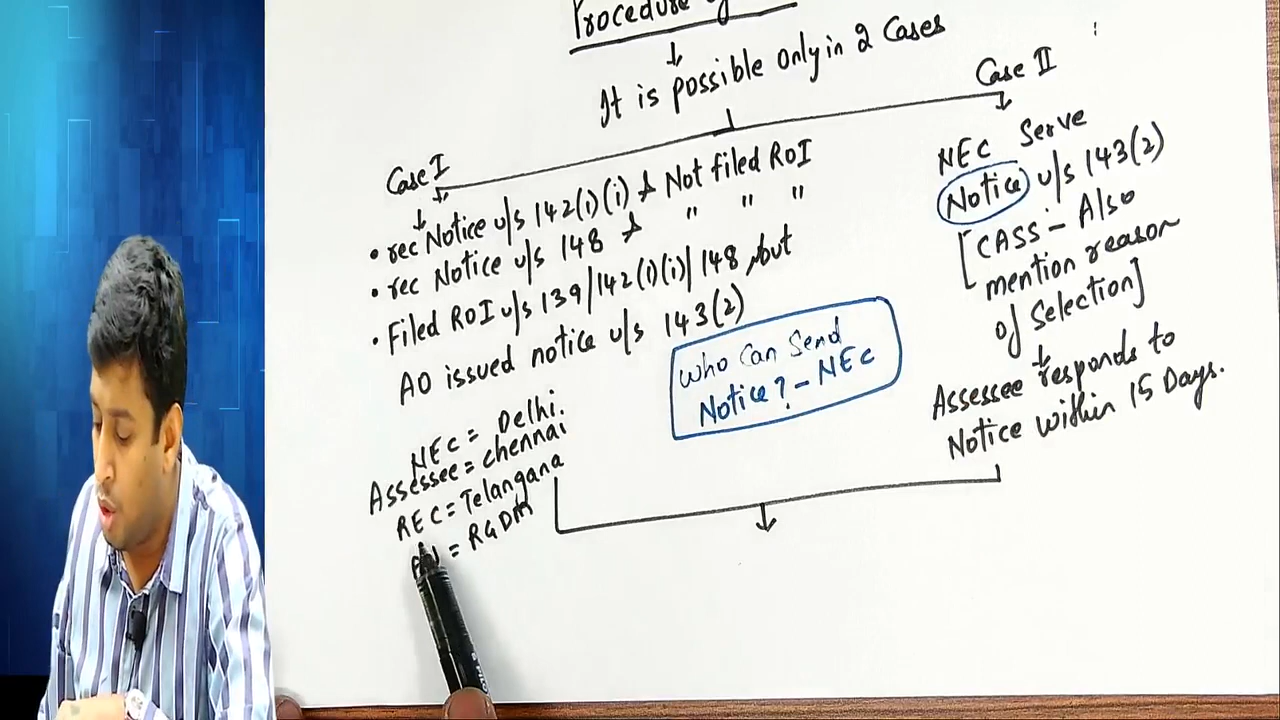 Procedure
It is possible only in 2 Cases
Case I
• rec Notice u/s 142(1)(i) & Not filed RoI
• rec Notice u/s 148 & " " "
• Filed RoI u/s 139/142(1)(i)/148, but
AO issued notice u/s 143(2)
Who Can Send
Notice? - NEC
NEC = Delhi.
Assessee = chennai
REC = Telangana
= RGDM
Case II
NEC Serve
Notice u/s 143(2)
[CASS - Also
mention reason
of Selection]
Assessee responds to
Notice within 15 Days.